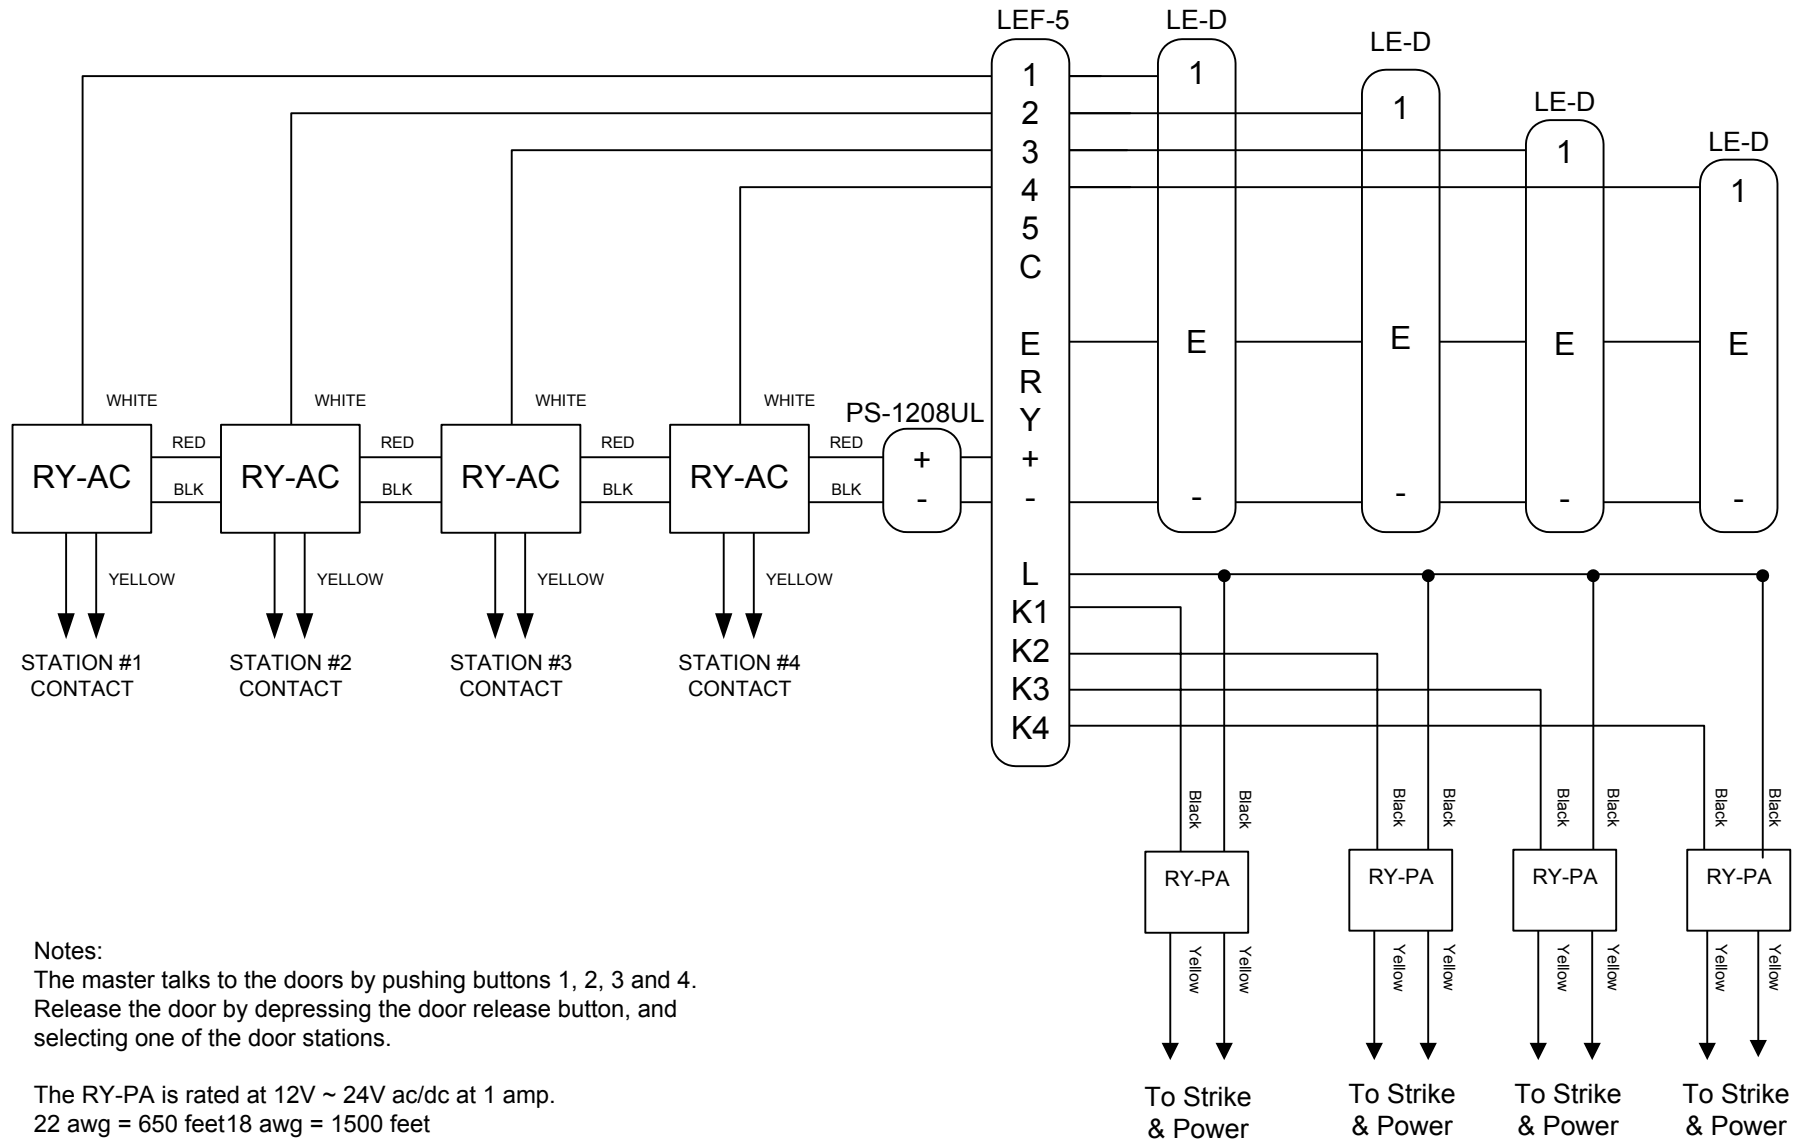 LEF-5
LE-D
LE-D
LE-D
LE-D
1
2
3
4
5
C
E
R
Y
+
-
L
K1
K2
K3
K4
1
E
-
1
E
-
1
E
-
1
E
-
WHITE
WHITE
WHITE
WHITE
PS-1208UL
+
-
RY-AC
RED
BLK
RY-AC
RED
BLK
RY-AC
RED
BLK
RY-AC
RED
BLK
YELLOW
YELLOW
YELLOW
YELLOW
STATION #1
CONTACT
STATION #2
CONTACT
STATION #3
CONTACT
STATION #4
CONTACT
Black
Black
Black
Black
Black
Black
Black
Black
RY-PA
RY-PA
RY-PA
RY-PA
Yellow
Yellow
Yellow
Yellow
Yellow
Yellow
Yellow
Yellow
To Strike
& Power
To Strike
& Power
To Strike
& Power
To Strike
& Power
Notes:
The master talks to the doors by pushing buttons 1, 2, 3 and 4.
Release the door by depressing the door release button, and
selecting one of the door stations.
The RY-PA is rated at 12V ~ 24V ac/dc at 1 amp.
22 awg = 650 feet18 awg = 1500 feet